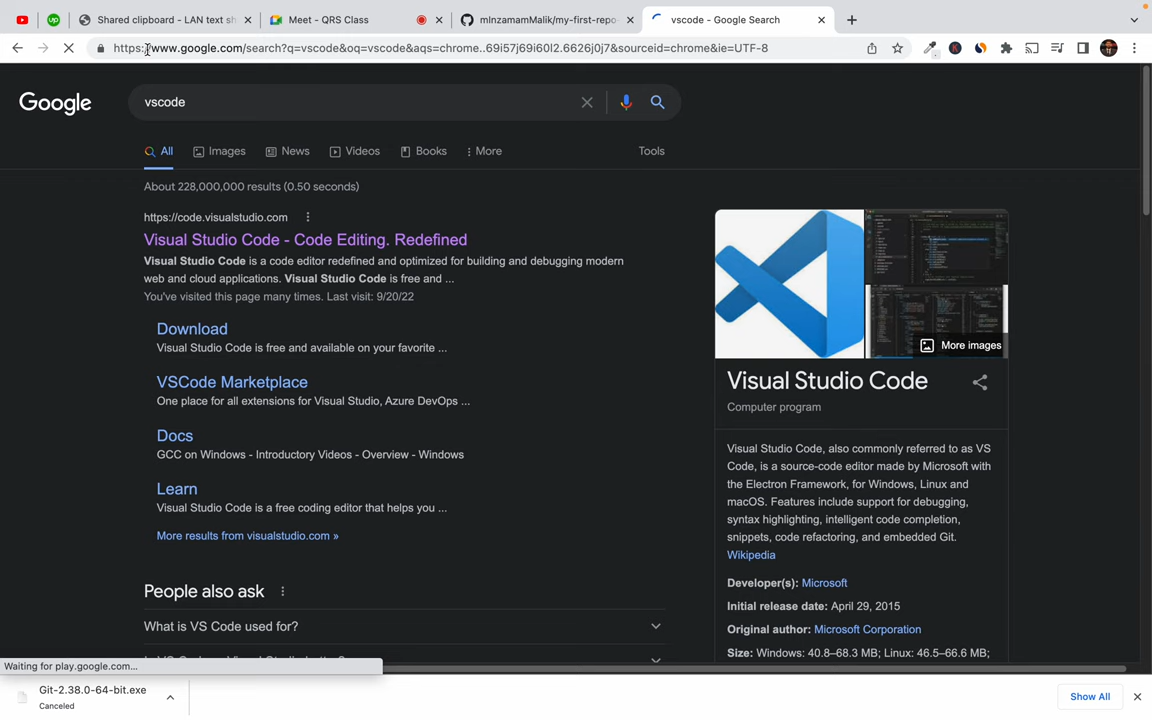 Shared clipboard - LAN text sh
Meet - QRS Class
mInzamamMalik/my-first-repo
vscode - Google Search
https://www.google.com/search?q=vscode&oq=vscode&aqs=chrome..69i57j69i60l2.6626j0j7&sourceid=chrome&ie=UTF-8
Google
vscode
All
Images
News
Videos
Books
More
Tools
About 228,000,000 results (0.50 seconds)
https://code.visualstudio.com
Visual Studio Code - Code Editing. Redefined
Visual Studio Code is a code editor redefined and optimized for building and debugging modern
web and cloud applications. Visual Studio Code is free and ...
You've visited this page many times. Last visit: 9/20/22
Download
Visual Studio Code is free and available on your favorite ...
VSCode Marketplace
One place for all extensions for Visual Studio, Azure DevOps ...
Docs
GCC on Windows - Introductory Videos - Overview - Windows
Learn
Visual Studio Code is a free coding editor that helps you ...
More results from visualstudio.com »
People also ask
What is VS Code used for?
More images
Visual Studio Code
Computer program
Visual Studio Code, also commonly referred to as VS
Code, is a source-code editor made by Microsoft with
the Electron Framework, for Windows, Linux and
macOS. Features include support for debugging,
syntax highlighting, intelligent code completion,
snippets, code refactoring, and embedded Git.
Wikipedia
Developer(s): Microsoft
Initial release date: April 29, 2015
Original author: Microsoft Corporation
Size: Windows: 40.8–68.3 MB; Linux: 46.5–66.6 MB;
Waiting for play.google.com...
Git-2.38.0-64-bit.exe
Canceled
Show All